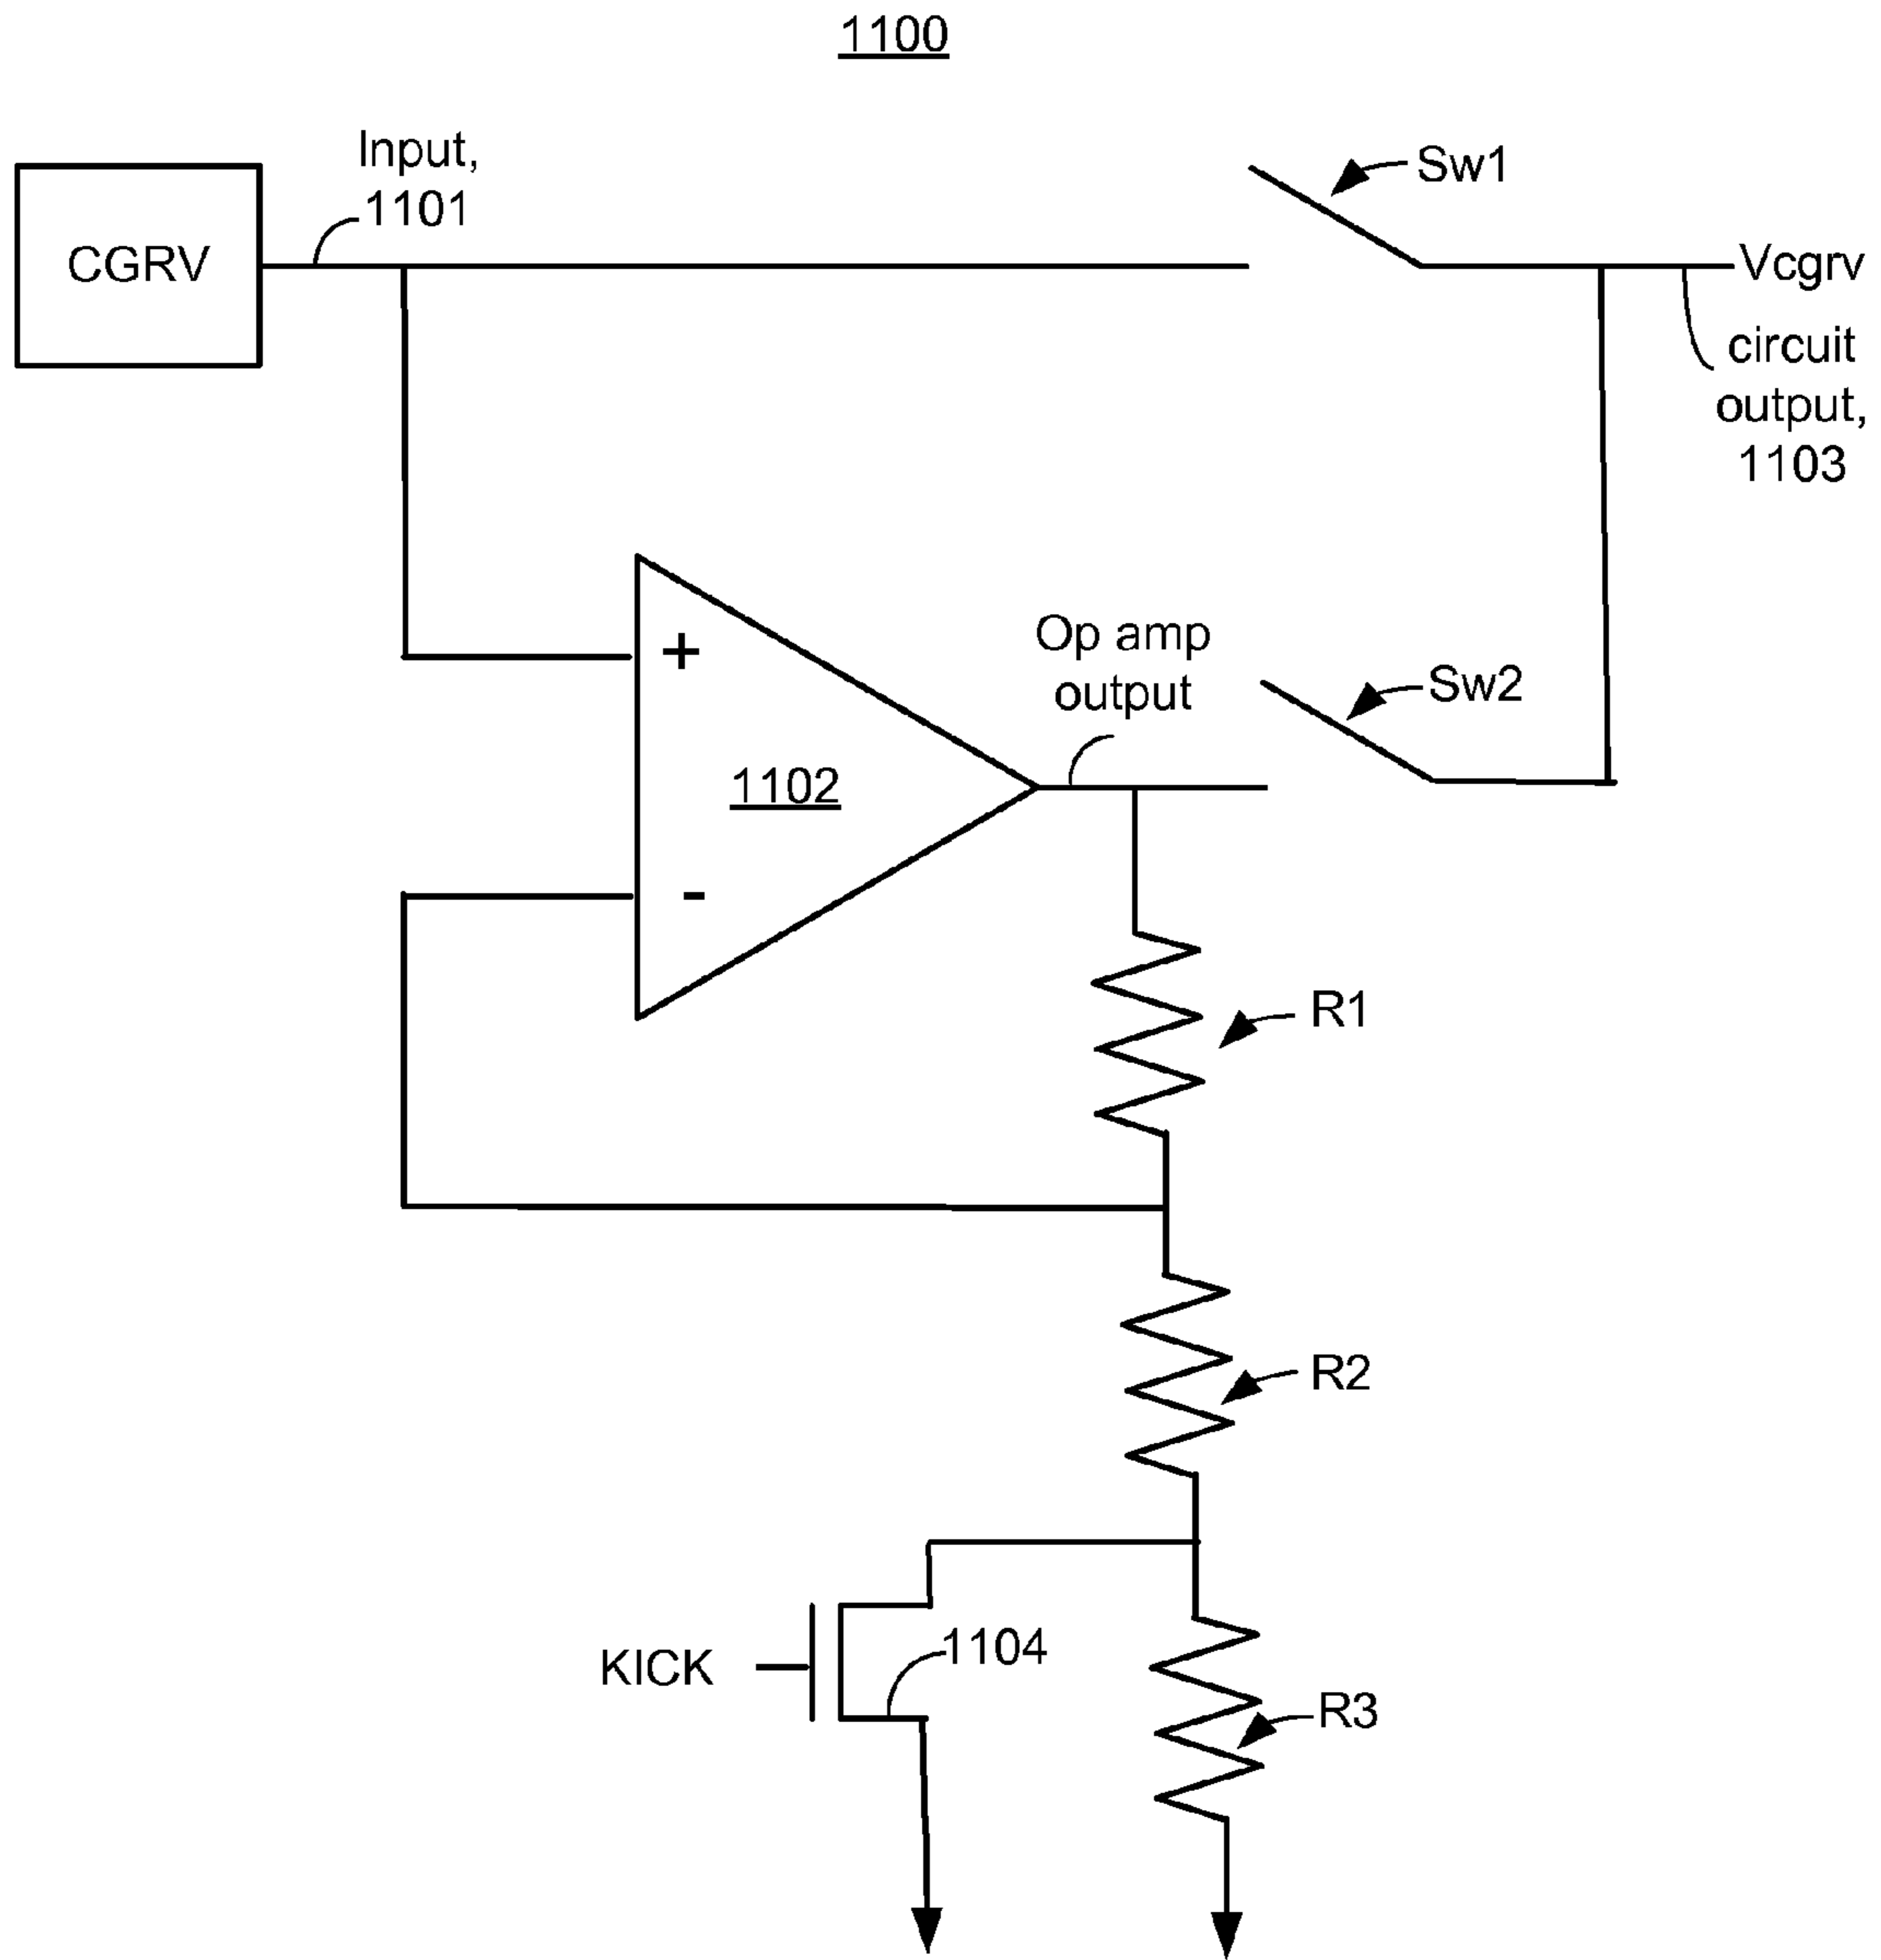 1100
Input,
1101
CGRV
Sw1
Vcgrv
circuit
output,
1103
+
Op amp
output
Sw2
1102
-
R1
R2
KICK
1104
R3